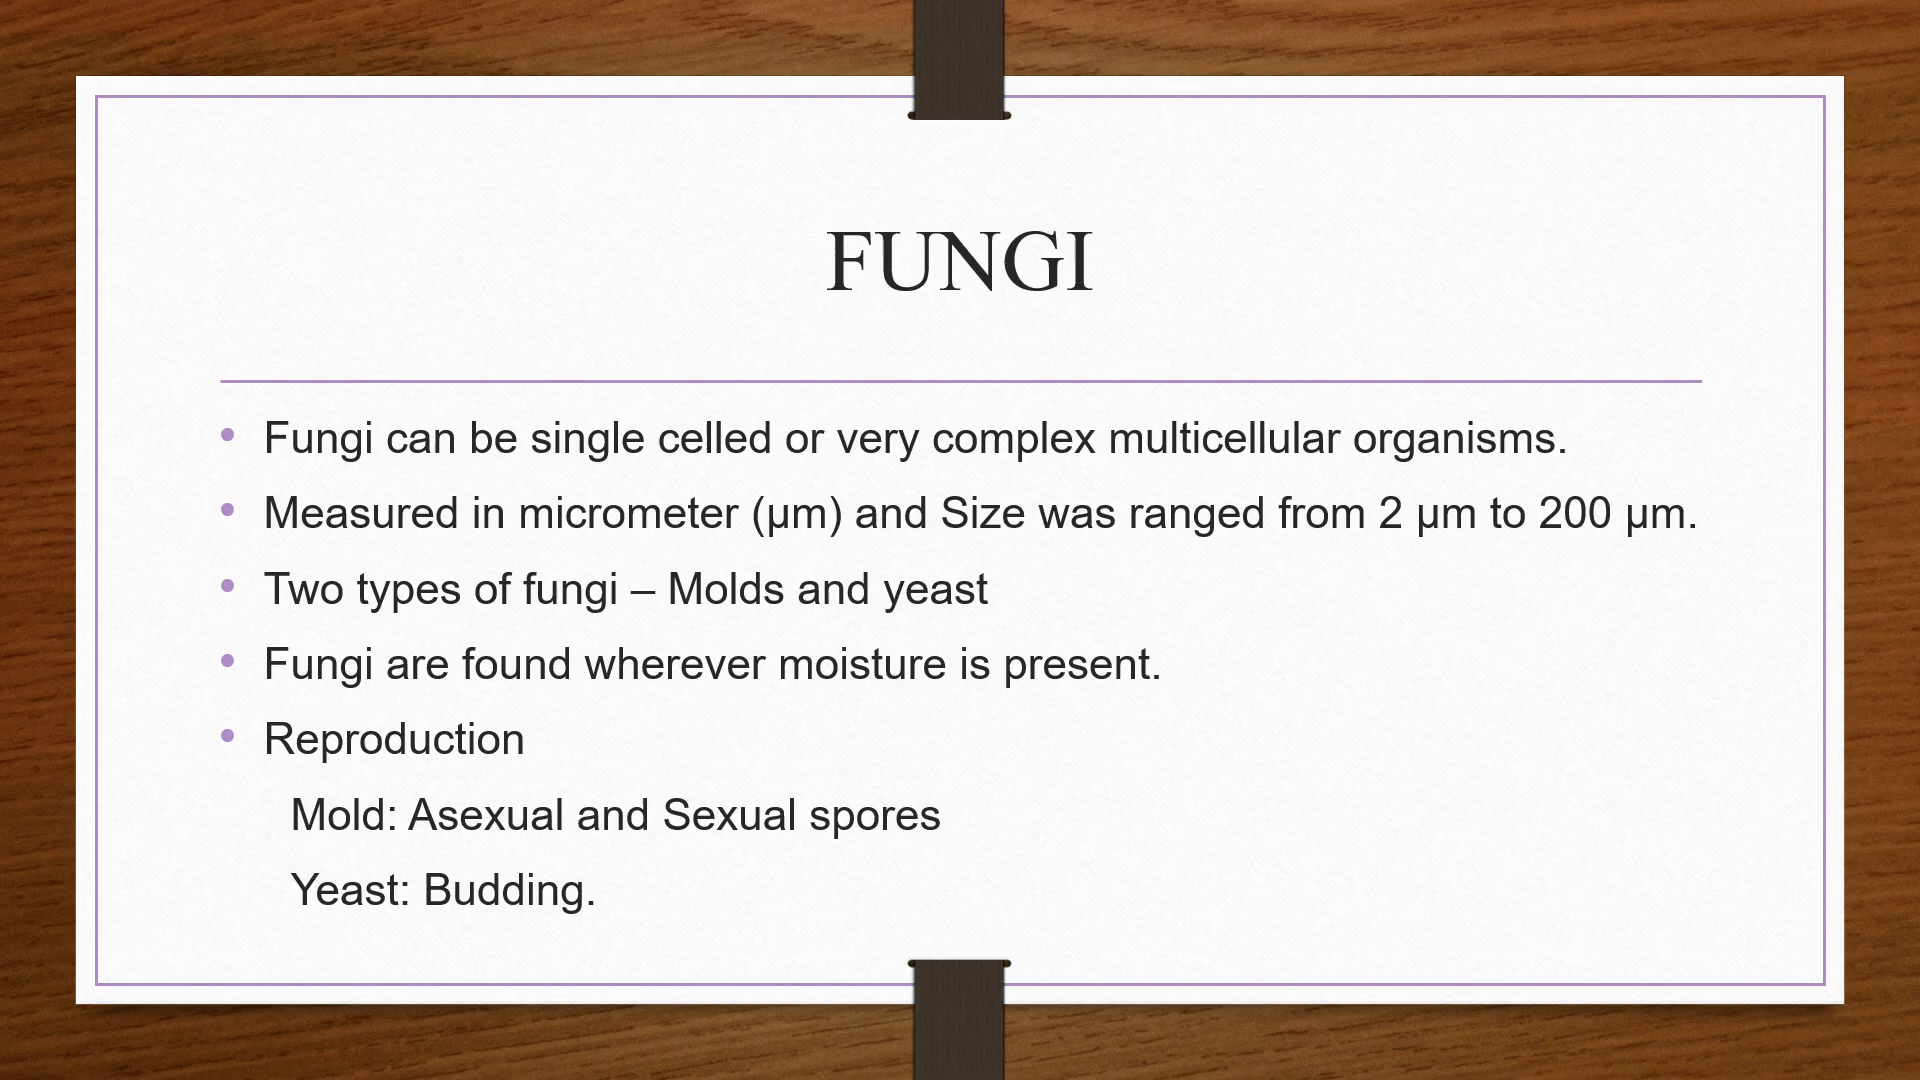 FUNGI
• Fungi can be single celled or very complex multicellular organisms.
• Measured in micrometer (μm) and Size was ranged from 2 μm to 200 μm.
• Two types of fungi – Molds and yeast
• Fungi are found wherever moisture is present.
• Reproduction
Mold: Asexual and Sexual spores
Yeast: Budding.